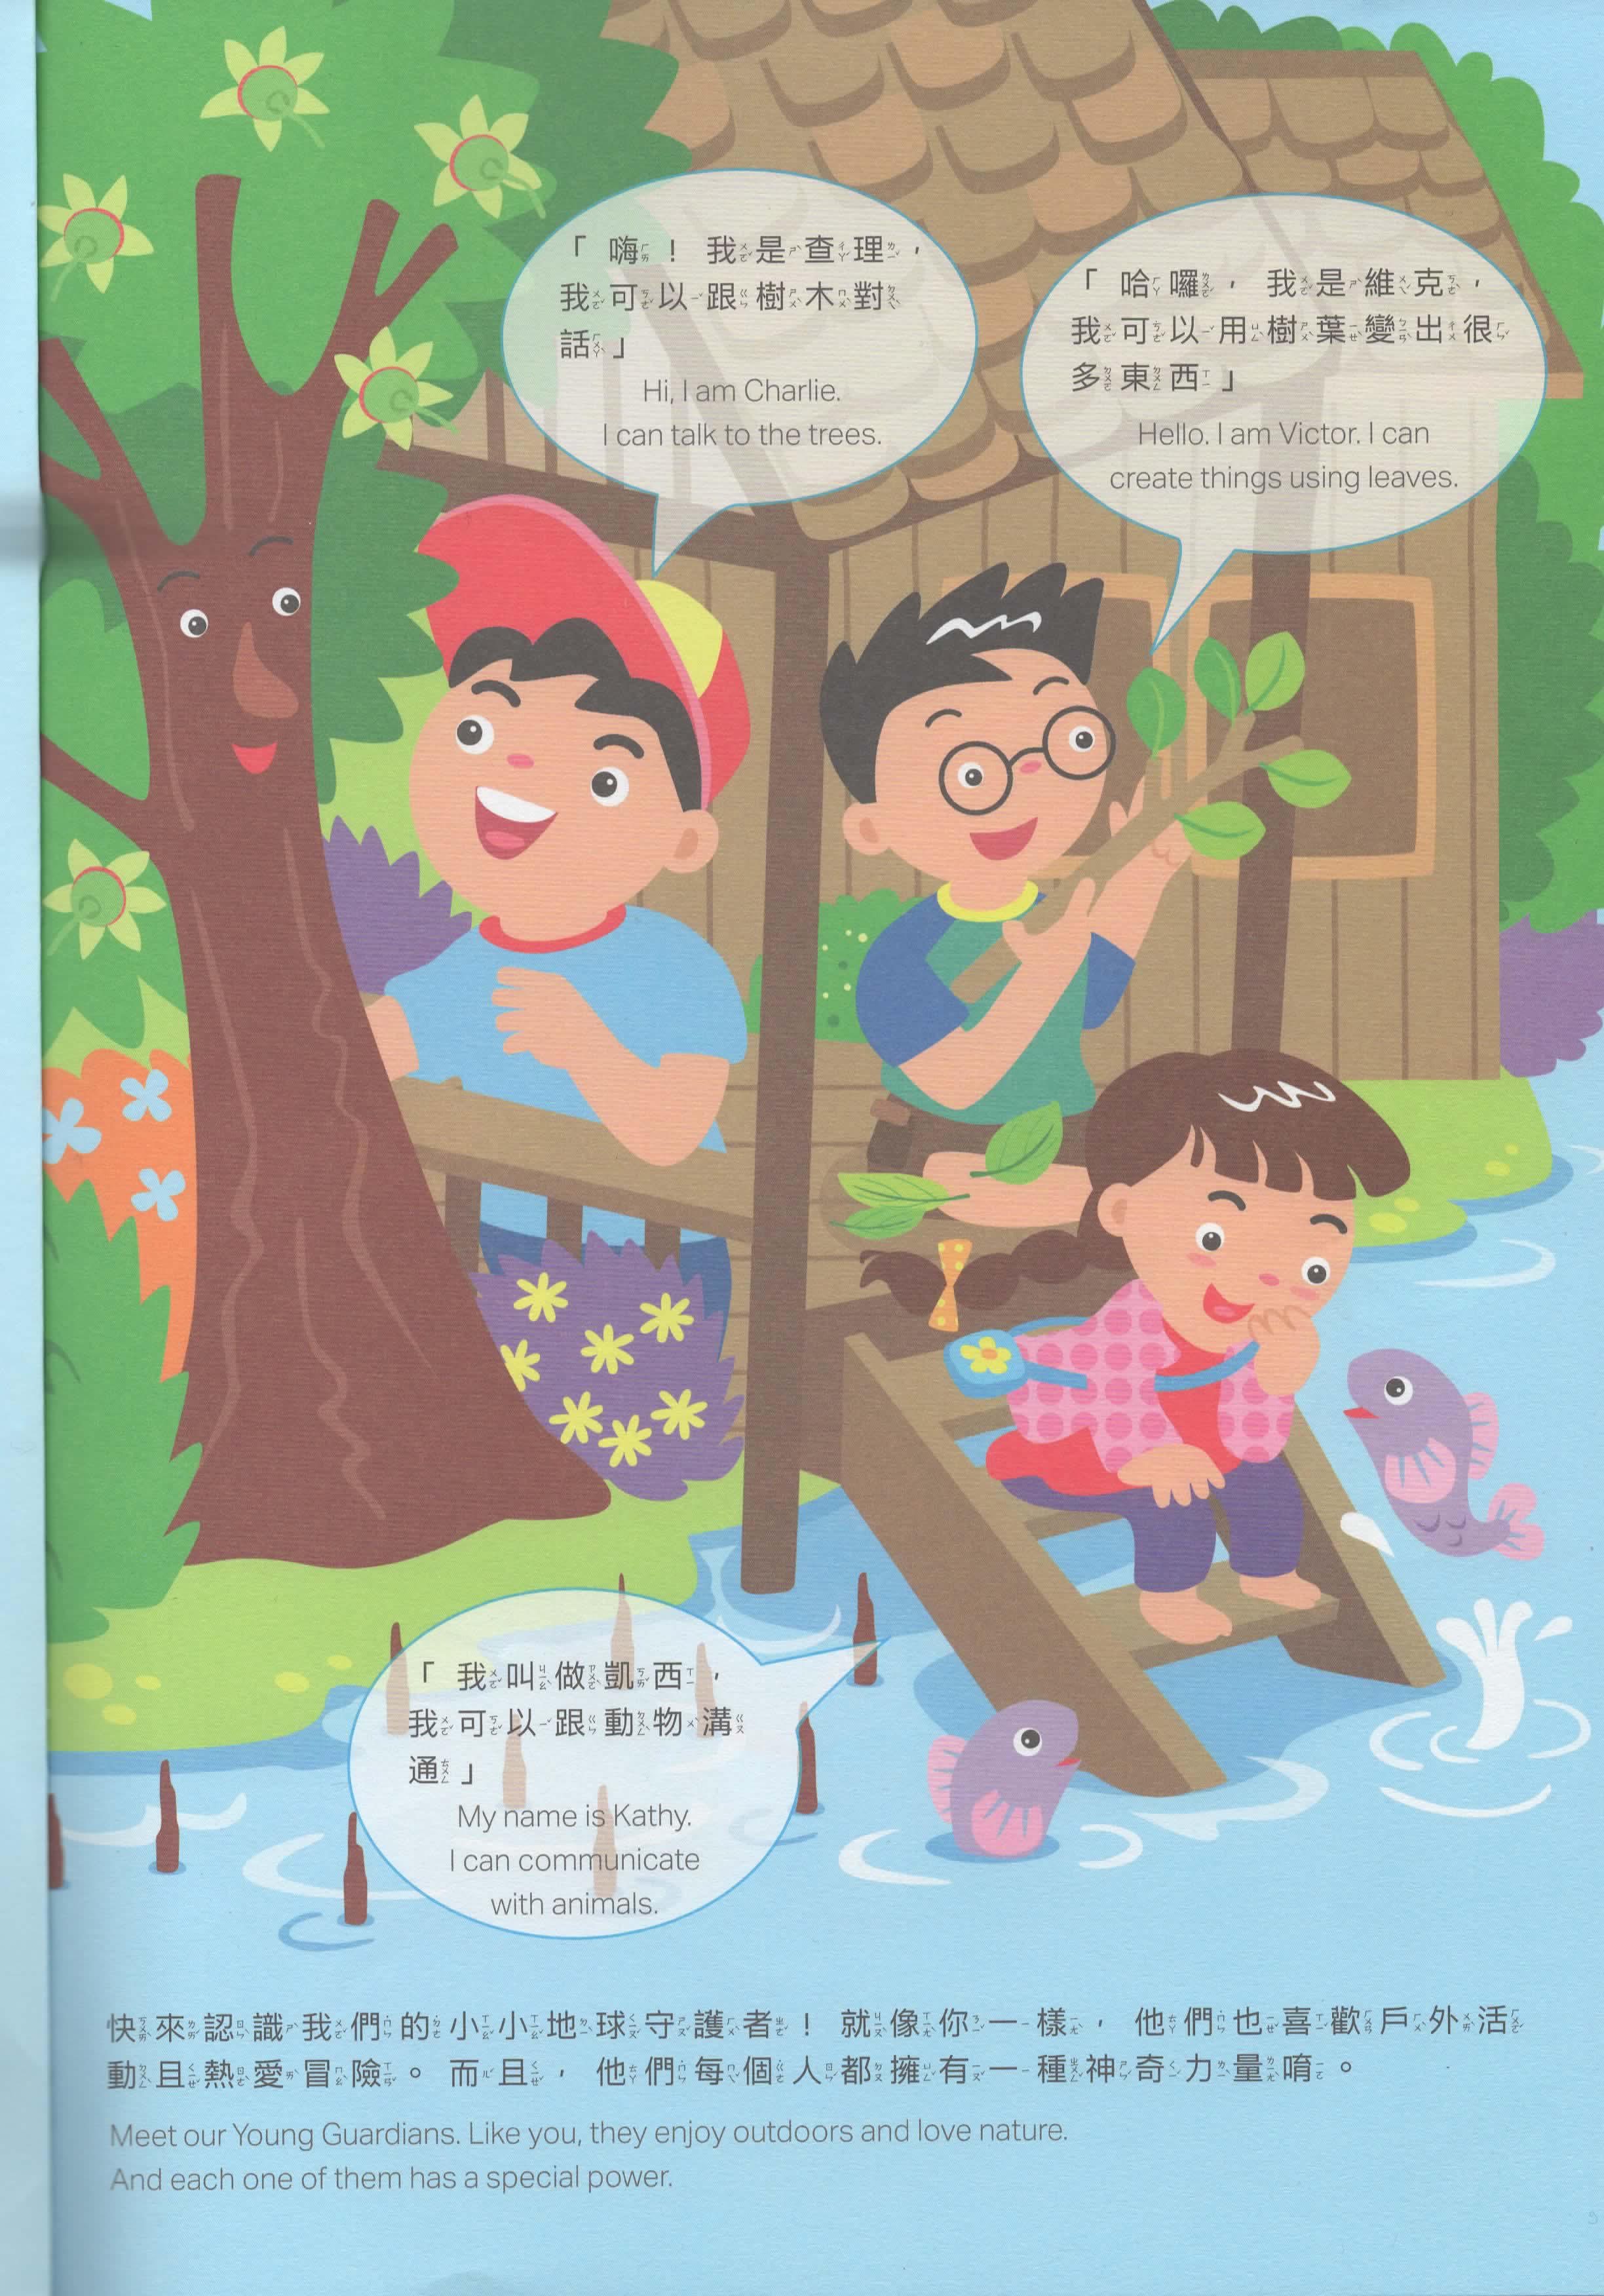 「嗨！我是查理，
我可以跟樹木對
話」
Hi, I am Charlie.
I can talk to the trees.
「哈囉，我是維克，
我可以用樹葉變出很
多東西」
Hello. I am Victor. I can
create things using leaves.
「我叫做凱西，
我可以跟動物溝
通」
My name is Kathy.
I can communicate
with animals.
快來認識我們的小小地球守護者！就像你一樣，他們也喜歡戶外活
動且熱愛冒險。而且，他們每個人都擁有一種神奇力量唷。
Meet our Young Guardians. Like you, they enjoy outdoors and love nature.
And each one of them has a special power.